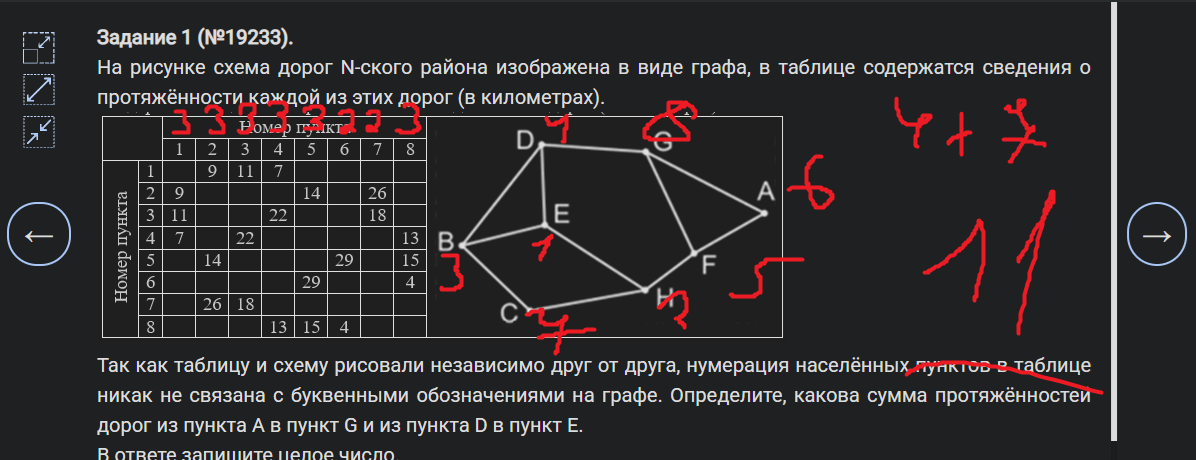 Задание 1 (№19233).
На рисунке схема дорог N-ского района изображена в виде графа, в таблице содержатся сведения о
протяжённости каждой из этих дорог (в километрах).
3 3 3 3 3 2 2 3
Номер пункта
1 2 3 4 5 6 7 8
Номер пункта
1 9 11 7
2 9 14 26
3 11 22 18
4 7 22 13
5 14 29 15
6 29 4
7 26 18
8 13 15 4
D 4
G 8
A 6
E 1
B 3
F 5
H 2
C 7
4 + 7
11
Так как таблицу и схему рисовали независимо друг от друга, нумерация населённых пунктов в таблице
никак не связана с буквенными обозначениями на графе. Определите, какова сумма протяжённостей
дорог из пункта A в пункт G и из пункта D в пункт E.
В ответе запишите целое число.